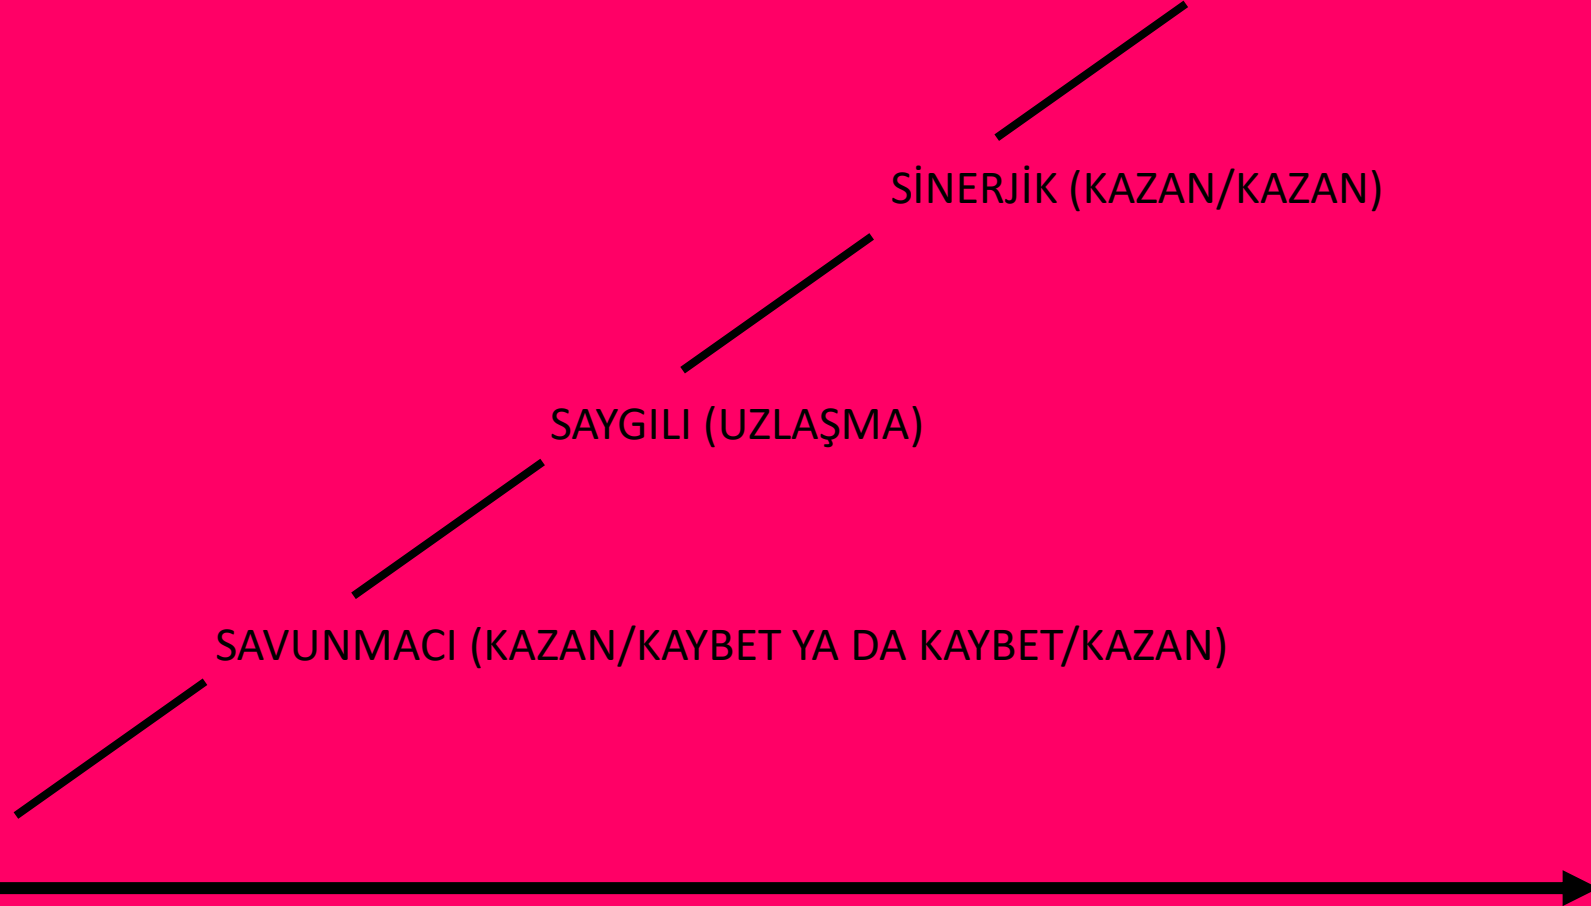 SİNERJİK (KAZAN/KAZAN)
SAYGILI (UZLAŞMA)
SAVUNMACI (KAZAN/KAYBET YA DA KAYBET/KAZAN)